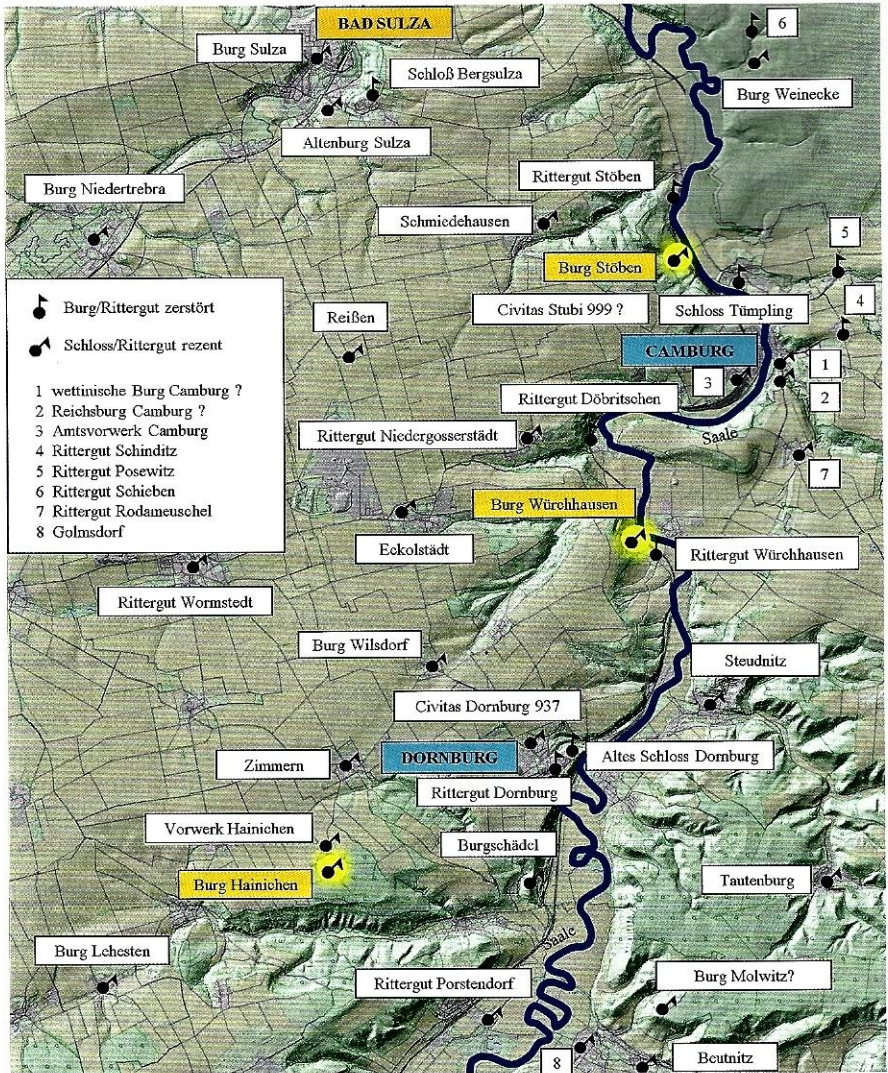 BAD SULZA
6
Burg Sulza
Schloß Bergsulza
Burg Weinecke
Altenburg Sulza
Rittergut Stöben
Burg Niedertrebra
Schmiedehausen
5
Burg Stöben
4
Civitas Stubi 999 ?
Schloss Tümpling
Burg/Rittergut zerstört
Reißen
Schloss/Rittergut rezent
CAMBURG
1
3
2
1 wettinische Burg Camburg ?
2 Reichsburg Camburg ?
3 Amtsvorwerk Camburg
4 Rittergut Schinditz
5 Rittergut Posewitz
6 Rittergut Schieben
7 Rittergut Rodameuschel
8 Golmsdorf
Rittergut Döbritschen
Rittergut Niedergosserstädt
Saale
7
Burg Würchhausen
Eckolstädt
Rittergut Würchhausen
Rittergut Wormstedt
Burg Wilsdorf
Steudnitz
Civitas Dornburg 937
Zimmern
DORNBURG
Altes Schloss Dornburg
Rittergut Dornburg
Vorwerk Hainichen
Burgschädel
Burg Hainichen
Tautenburg
Saale
Burg Lehesten
Rittergut Porstendorf
Burg Molwitz?
8
Beutnitz